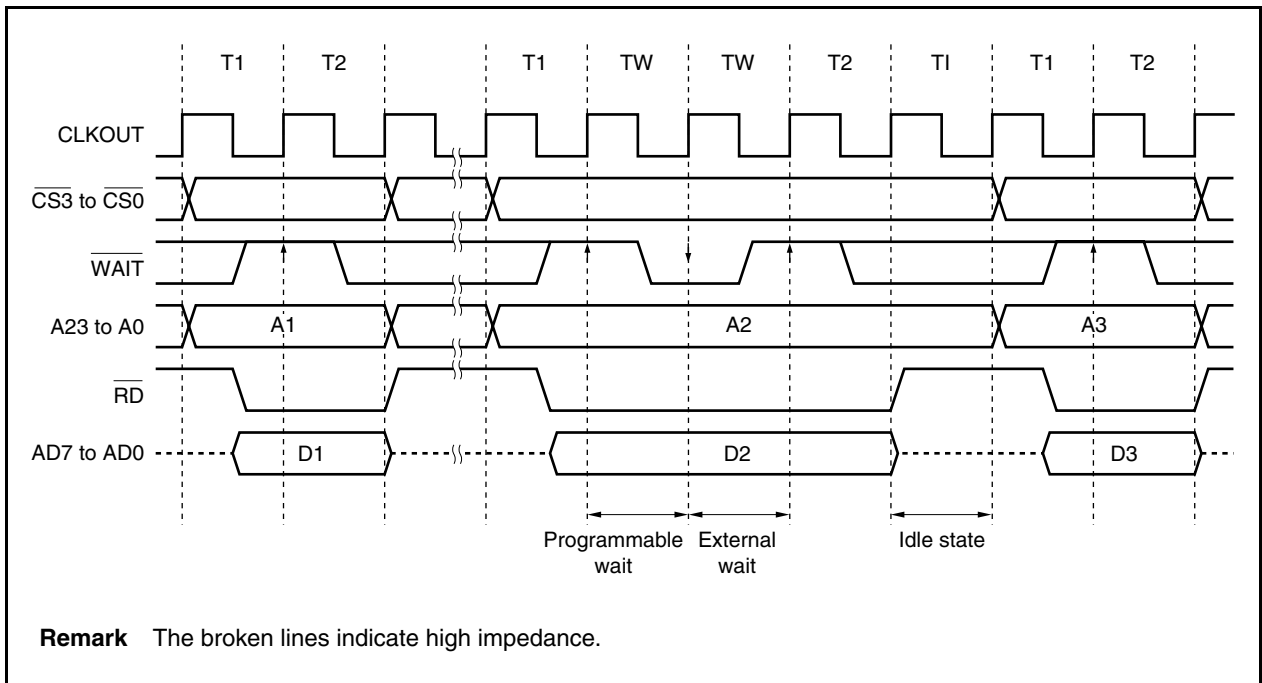 T1 T2 T1 TW TW T2 TI T1 T2
CLKOUT
CS3 to CS0
WAIT
A23 to A0 A1 A2 A3
RD
AD7 to AD0 D1 D2 D3
Programmable wait
External wait
Idle state
Remark The broken lines indicate high impedance.